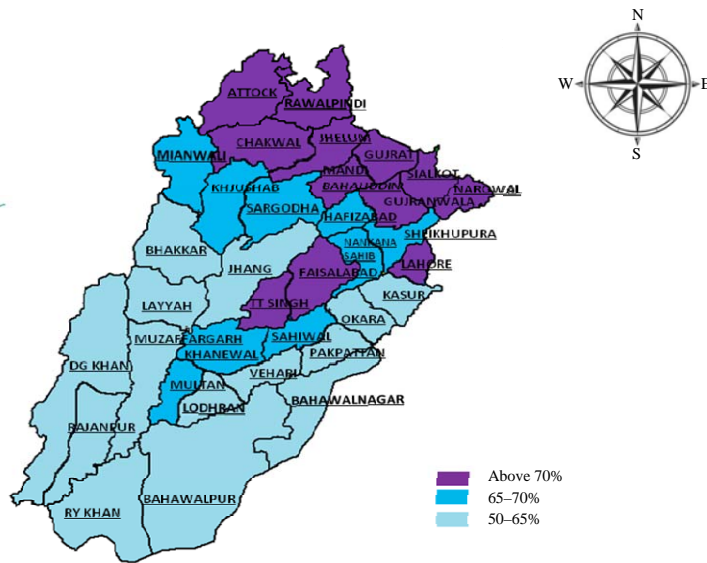 N
W
E
S
ATTOCK
RAWALPINDI
CHAKWAL
JHELUM
MIANWALI
GUJRAT
MANDI
BAHAUDDIN
SIALKOT
KHJUSHAB
NAROWAL
GUJRANWALA
SARGODHA
HAFIZABAD
SHEIKHUPURA
NANKANA
SAHIB
BHAKKAR
JHANG
FAISALABAD
LAHORE
KASUR
LAYYAH
TT SINGH
OKARA
MUZAFFARGARH
SAHIWAL
KHANEWAL
PAKPATTAN
DG KHAN
VEHARI
MULTAN
LODHRAN
BAHAWALNAGAR
RAJANPUR
BAHAWALPUR
RY KHAN
Above 70%
65–70%
50–65%